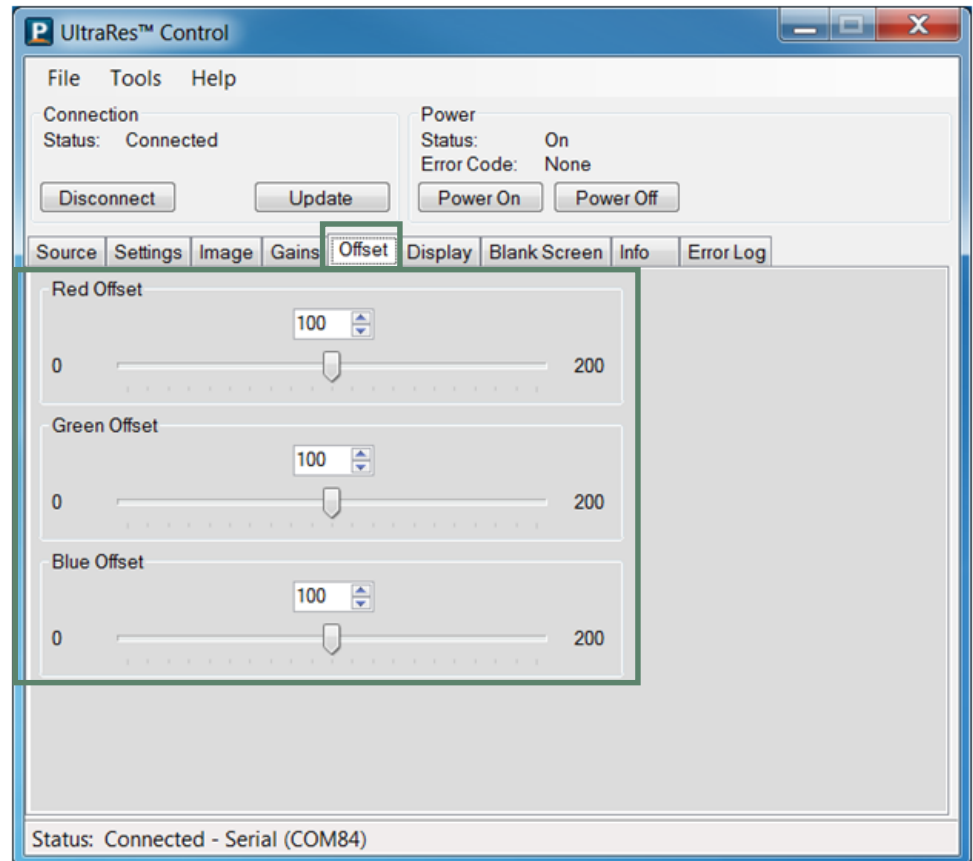 P UltraRes™ Control
File Tools Help
Connection
Status: Connected
Disconnect Update
Power
Status: On
Error Code: None
Power On Power Off
Source Settings Image Gains Offset Display Blank Screen Info Error Log
Red Offset
100
0 200
Green Offset
100
0 200
Blue Offset
100
0 200
Status: Connected - Serial (COM84)